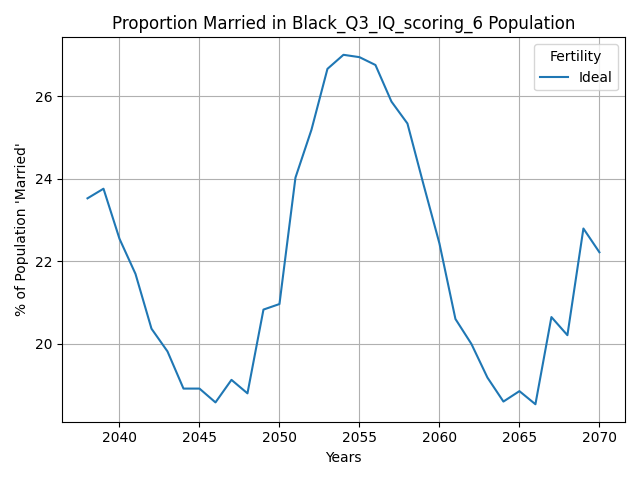 Proportion Married in Black_Q3_IQ_scoring_6 Population
Fertility
Ideal
% of Population 'Married'
26
24
22
20
2040 2045 2050 2055 2060 2065 2070
Years